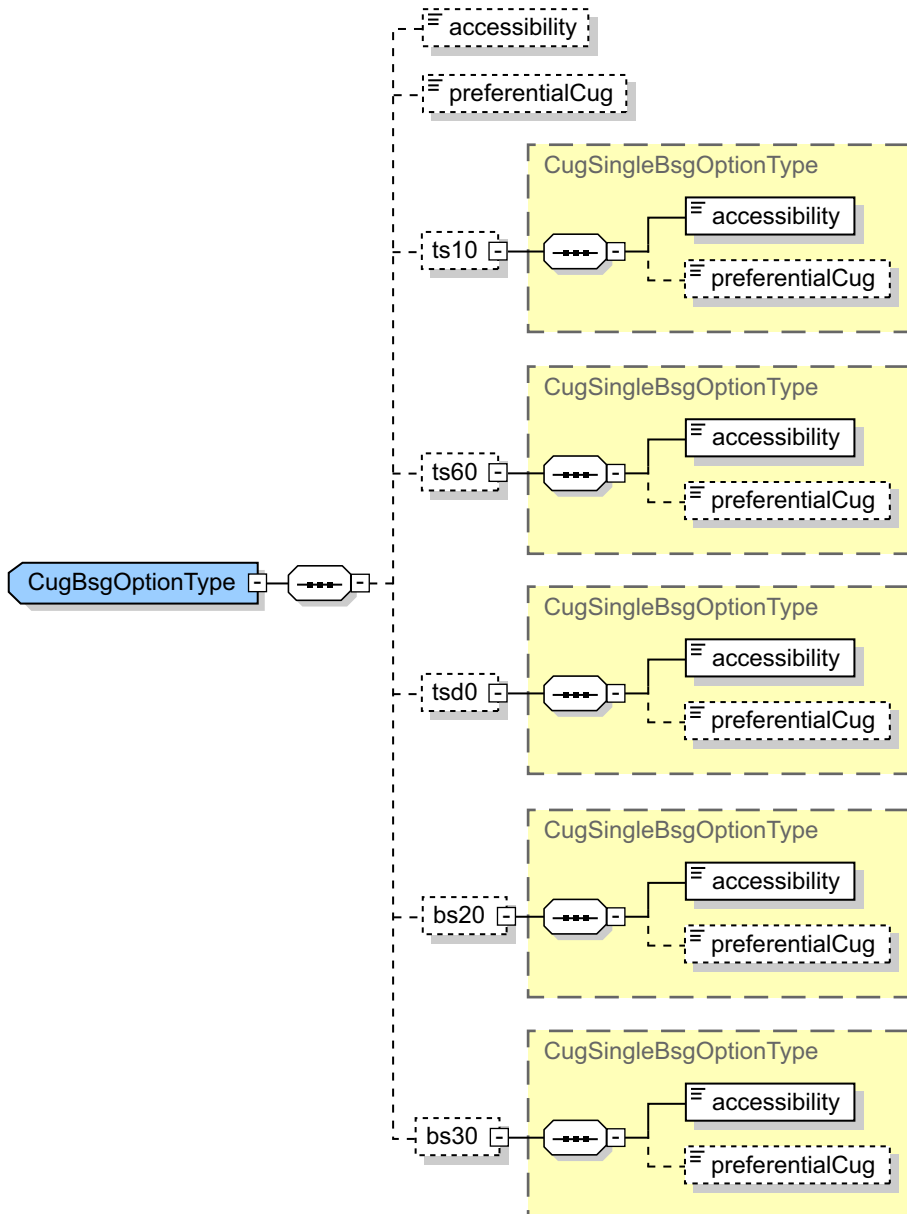 accessibility
preferentialCug
CugSingleBsgOptionType
accessibility
ts10
preferentialCug
CugSingleBsgOptionType
accessibility
ts60
preferentialCug
CugBsgOptionType
CugSingleBsgOptionType
accessibility
tsd0
preferentialCug
CugSingleBsgOptionType
accessibility
bs20
preferentialCug
CugSingleBsgOptionType
accessibility
bs30
preferentialCug